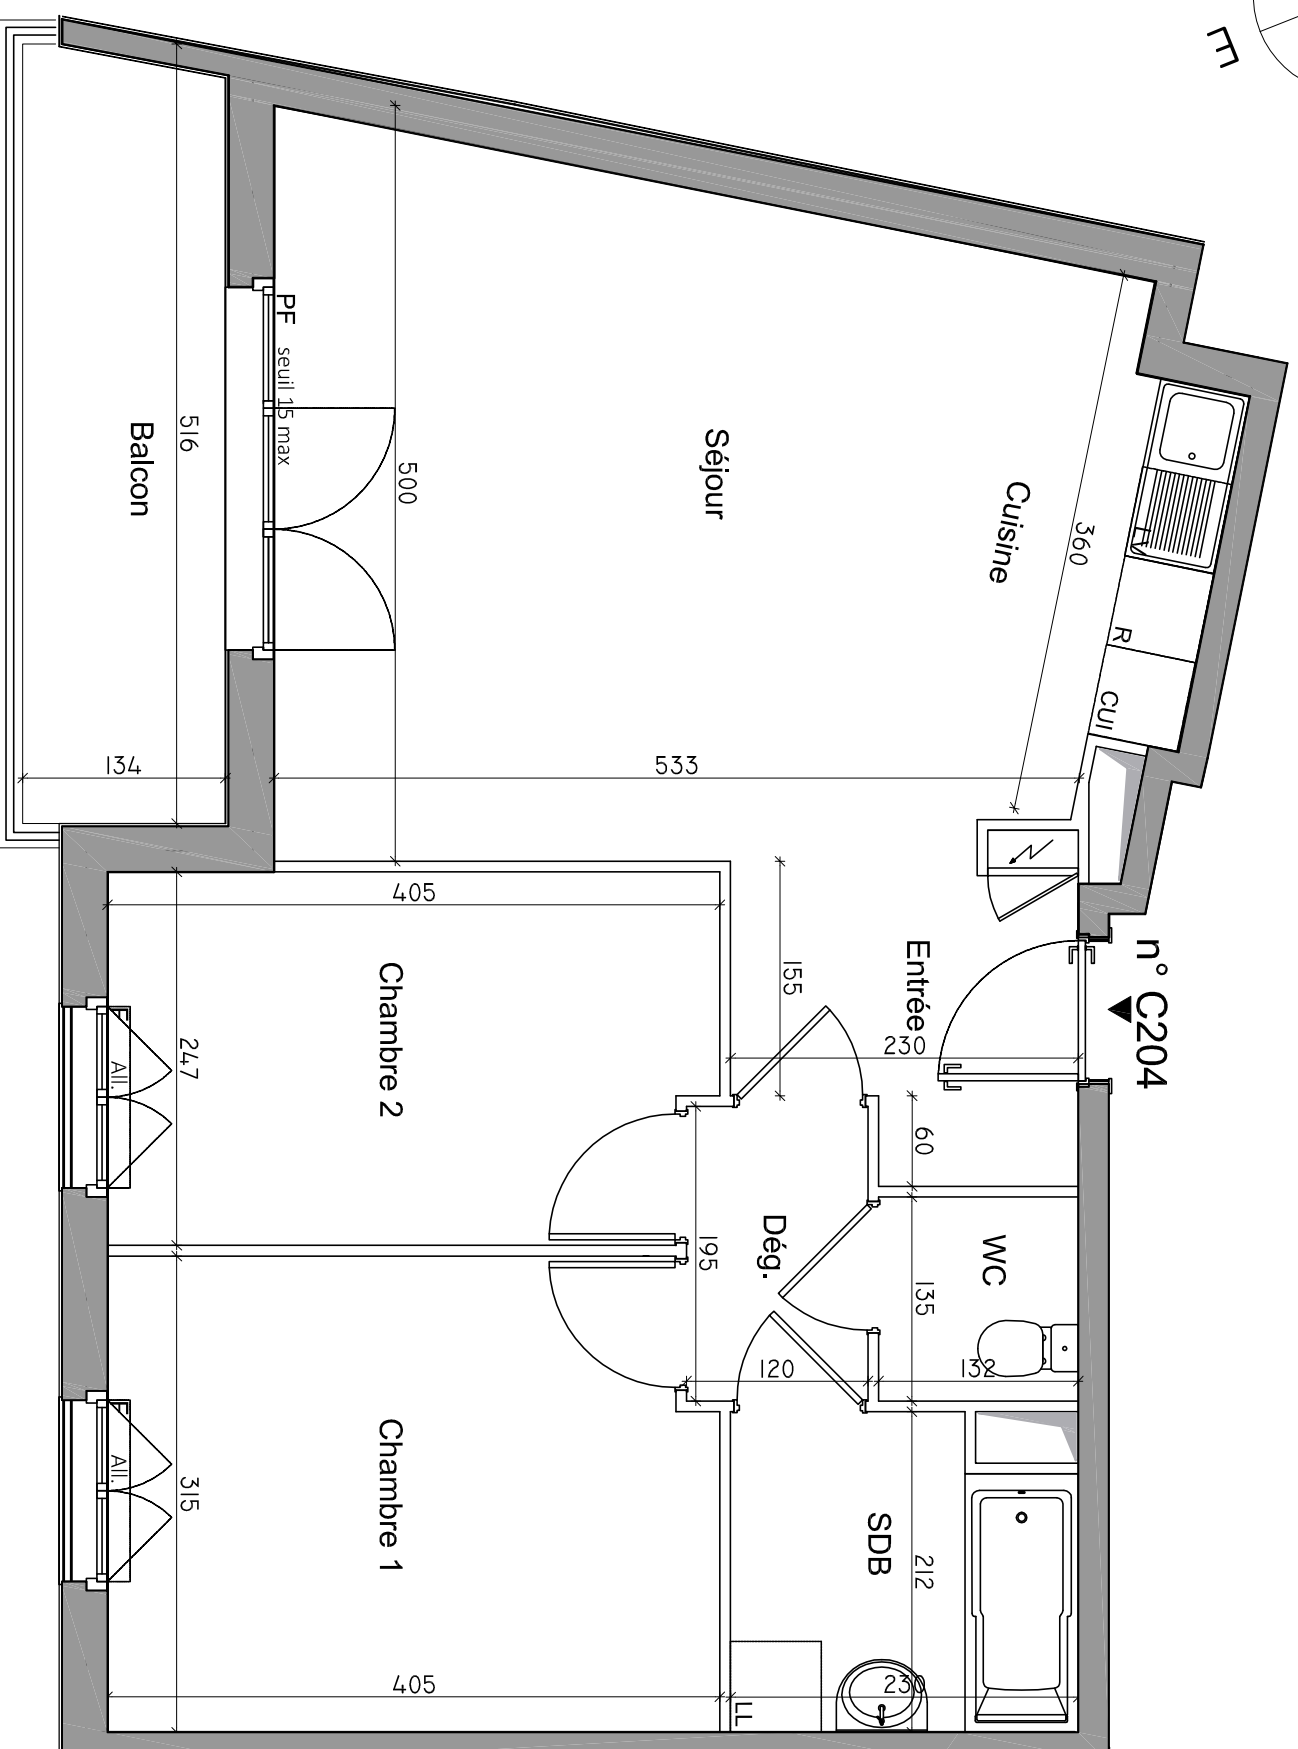 E
n° C204
PF
seuil 15 max
516
Balcon
500
Séjour
Cuisine
360
LV
R
CUI
134
533
405
155
Entrée
230
Chambre 2
247
All.
60
195
Dég.
WC
135
120
132
Chambre 1
315
All.
SDB
212
405
230
LL